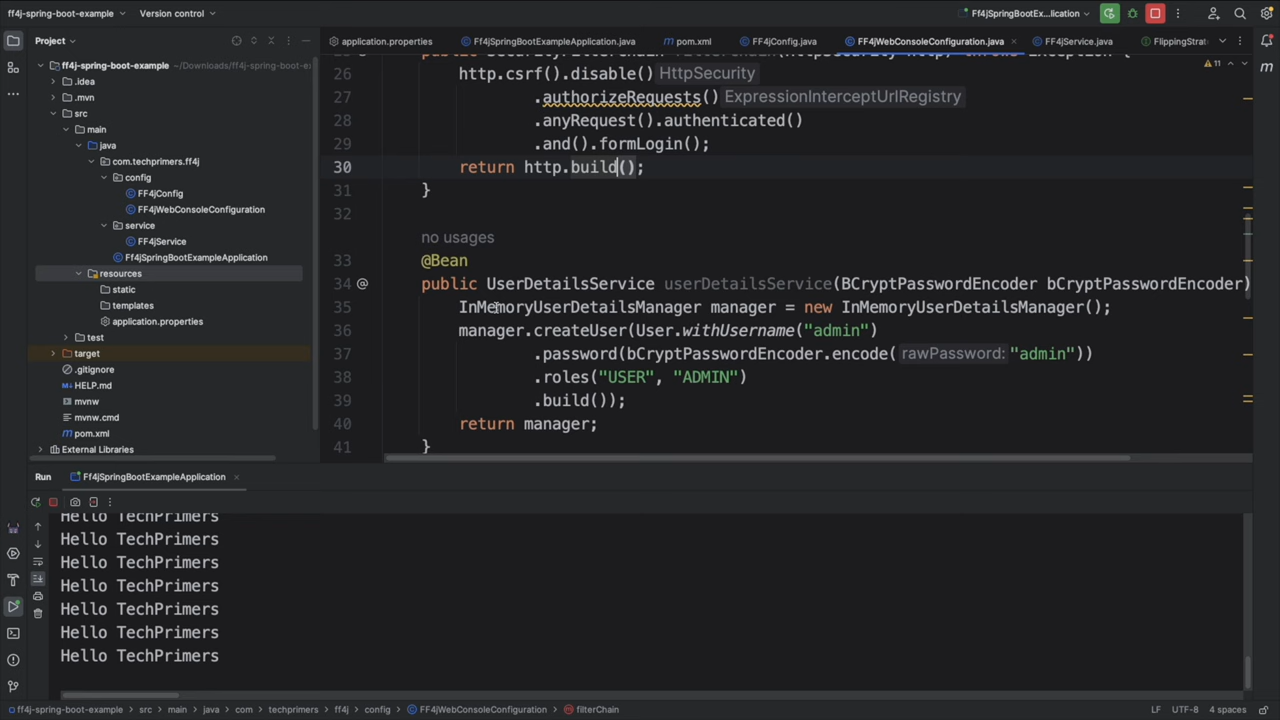 ff4j-spring-boot-example Version control Ff4jSpringBootEx...lication
Project
application.properties Ff4jSpringBootExampleApplication.java pom.xml FF4jConfig.java FF4jWebConsoleConfiguration.java FF4jService.java FlippingStrat
ff4j-spring-boot-example ~/Downloads/ff4j-spring-boot-e
.idea
.mvn
src
main
java
com.techprimers.ff4j
config
FF4jConfig
FF4jWebConsoleConfiguration
service
FF4jService
Ff4jSpringBootExampleApplication
resources
static
templates
application.properties
test
target
.gitignore
HELP.md
mvnw
mvnw.cmd
pom.xml
External Libraries
11
26 http.csrf().disable() HttpSecurity
27 .authorizeRequests() ExpressionInterceptUrlRegistry
28 .anyRequest().authenticated()
29 .and().formLogin();
30 return http.build();
31 }
32
no usages
33 @Bean
34 public UserDetailsService userDetailsService(BCryptPasswordEncoder bCryptPasswordEncoder)
35 InMemoryUserDetailsManager manager = new InMemoryUserDetailsManager();
36 manager.createUser(User.withUsername("admin")
37 .password(bCryptPasswordEncoder.encode( rawPassword: "admin"))
38 .roles("USER", "ADMIN")
39 .build());
40 return manager;
41 }
Run Ff4jSpringBootExampleApplication
Hello TechPrimers
Hello TechPrimers
Hello TechPrimers
Hello TechPrimers
Hello TechPrimers
Hello TechPrimers
Hello TechPrimers
ff4j-spring-boot-example src main java com techprimers ff4j config FF4jWebConsoleConfiguration filterChain LF UTF-8 4 spaces